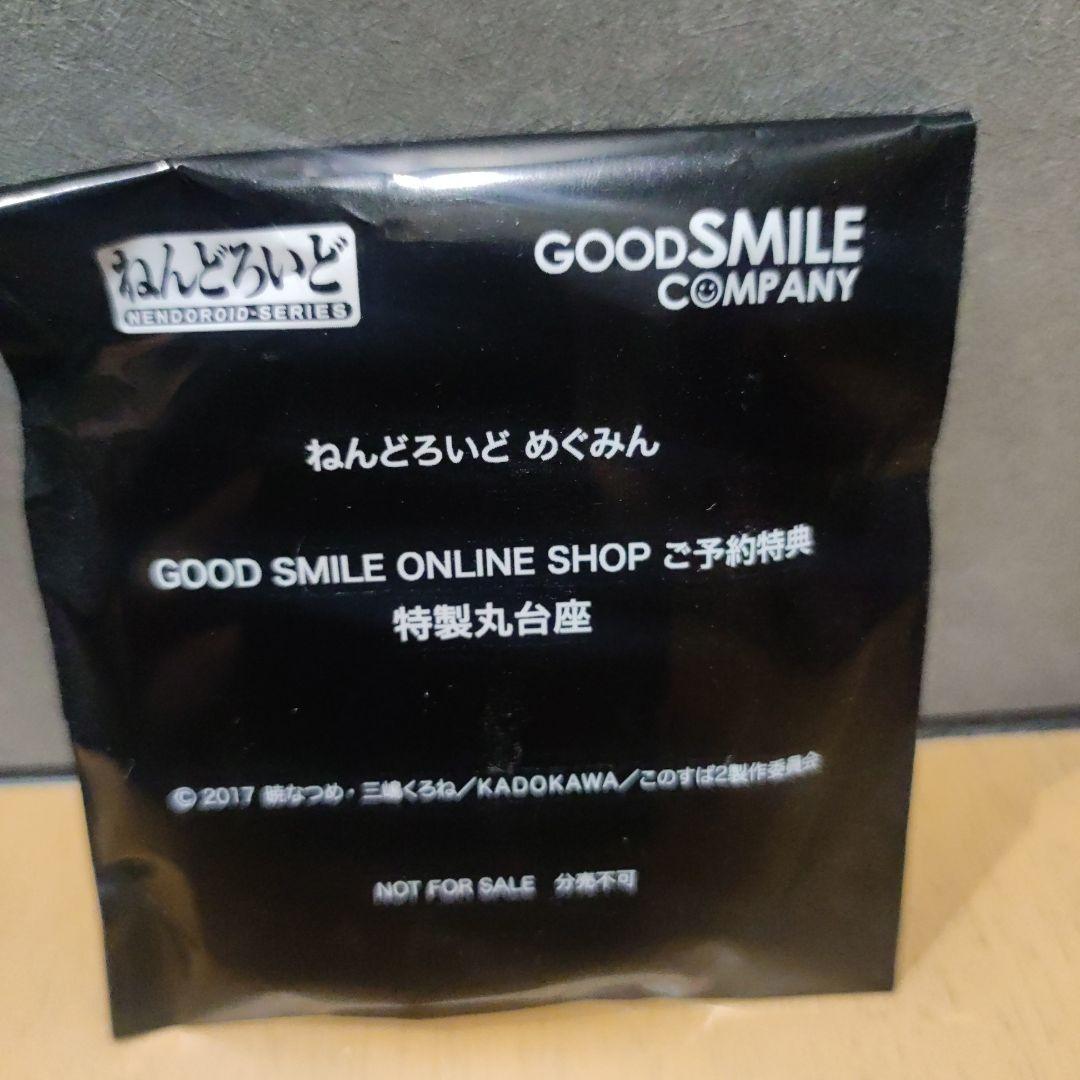 ねんどろいど
NENDOROID-SERIES
GOODSMILE
COMPANY
ねんどろいど めぐみん
GOOD SMILE ONLINE SHOP ご予約特典
特製丸台座
© 2017 暁なつめ・三嶋くろね／KADOKAWA／このすば2製作委員会
NOT FOR SALE 分売不可